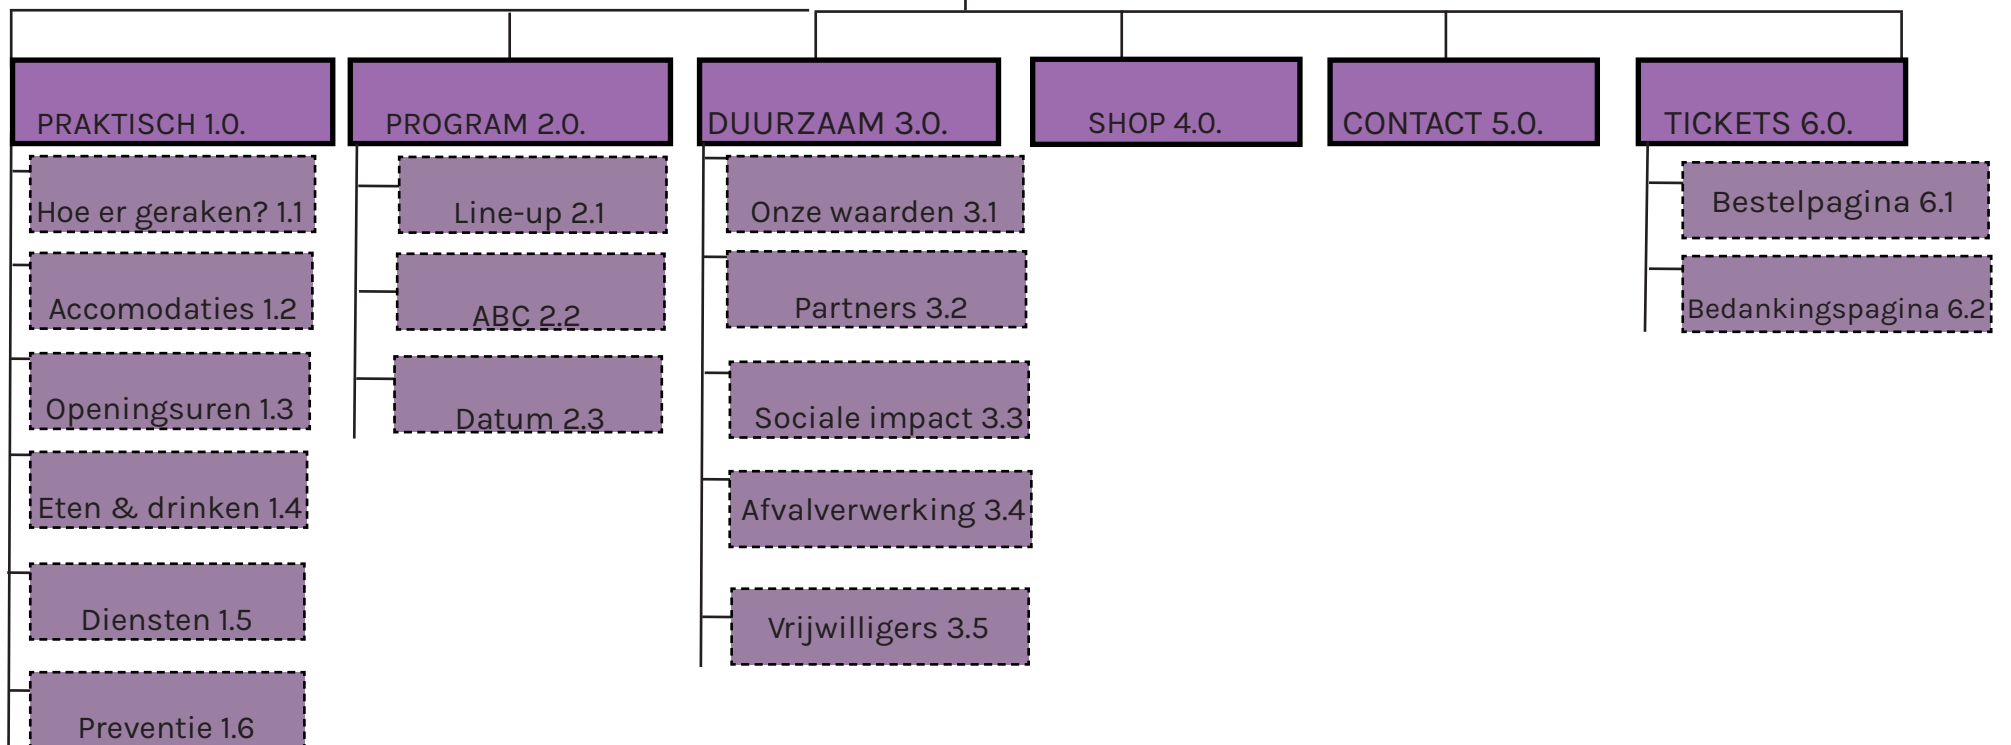 PRAKTISCH 1.0.
PROGRAM 2.0.
DUURZAAM 3.0.
SHOP 4.0.
CONTACT 5.0.
TICKETS 6.0.
Hoe er geraken? 1.1
Accomodaties 1.2
Openingsuren 1.3
Eten & drinken 1.4
Diensten 1.5
Preventie 1.6
Line-up 2.1
ABC 2.2
Datum 2.3
Onze waarden 3.1
Partners 3.2
Sociale impact 3.3
Afvalverwerking 3.4
Vrijwilligers 3.5
Bestelpagina 6.1
Bedankingspagina 6.2